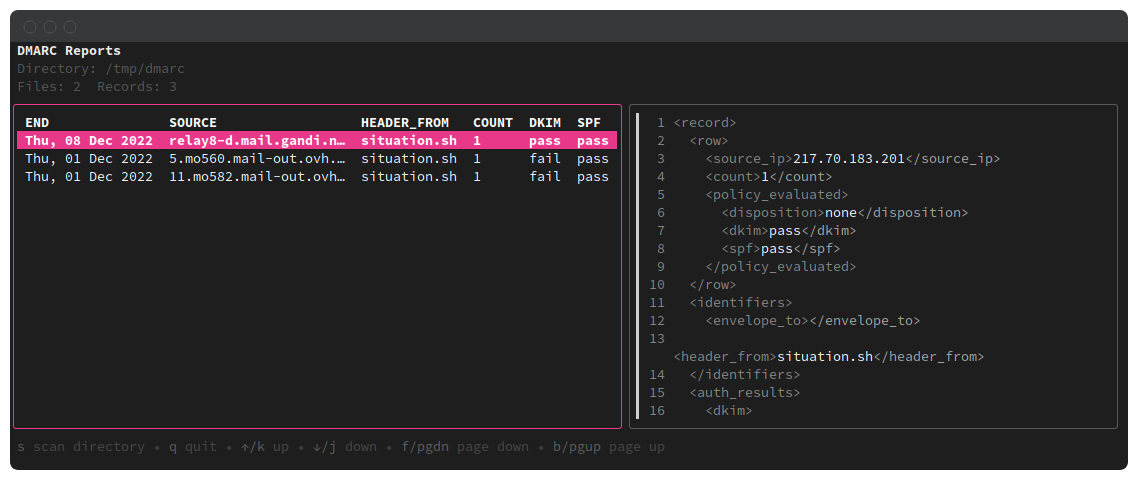 DMARC Reports
Directory: /tmp/dmarc
Files: 2  Records: 3
END  SOURCE  HEADER_FROM  COUNT  DKIM  SPF
Thu, 08 Dec 2022  relay8-d.mail.gandi.n…  situation.sh  1  pass  pass
Thu, 01 Dec 2022  5.mo560.mail-out.ovh.…  situation.sh  1  fail  pass
Thu, 01 Dec 2022  11.mo582.mail-out.ovh…  situation.sh  1  fail  pass
1 <record>
2   <row>
3     <source_ip>217.70.183.201</source_ip>
4     <count>1</count>
5     <policy_evaluated>
6       <disposition>none</disposition>
7       <dkim>pass</dkim>
8       <spf>pass</spf>
9     </policy_evaluated>
10   </row>
11   <identifiers>
12     <envelope_to></envelope_to>
13
<header_from>situation.sh</header_from>
14   </identifiers>
15   <auth_results>
16     <dkim>
s scan directory • q quit • ↑/k up • ↓/j down • f/pgdn page down • b/pgup page up